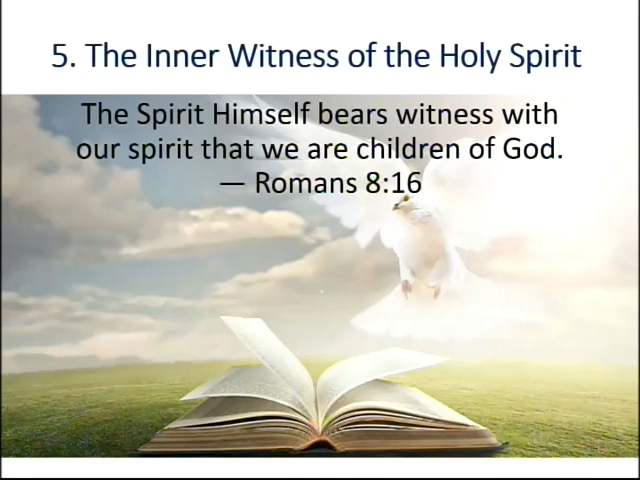 5. The Inner Witness of the Holy Spirit
The Spirit Himself bears witness with
our spirit that we are children of God.
— Romans 8:16